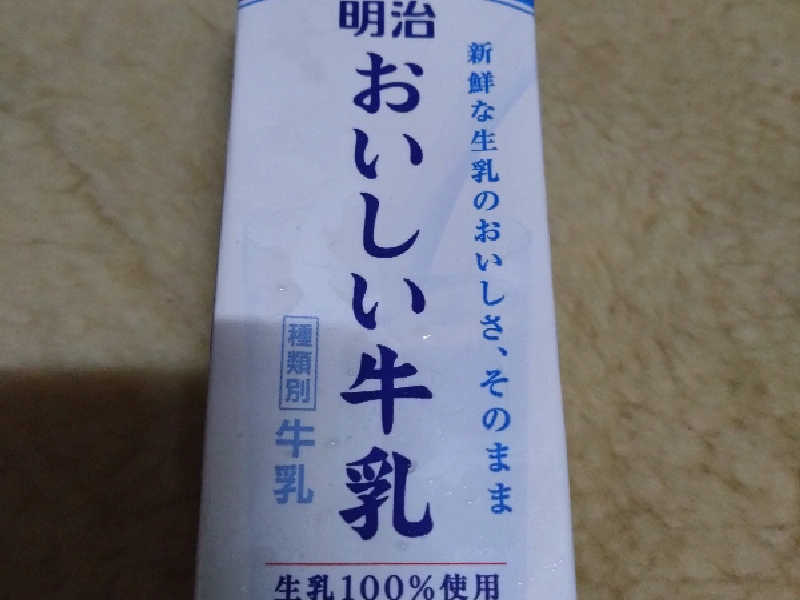 明治
おいしい牛乳
新鮮な生乳のおいしさ、そのまま
種類別
牛乳
生乳100%使用